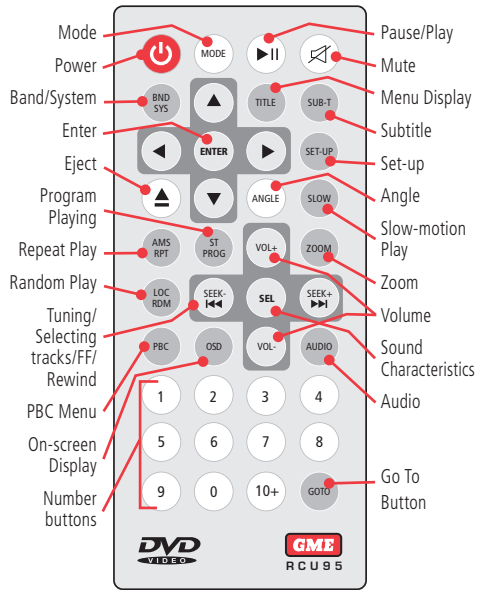 Mode
Power
Band/System
Enter
Eject
Program
Playing
Repeat Play
Random Play
Tuning/
Selecting
tracks/FF/
Rewind
PBC Menu
On-screen
Display
Number
buttons
MODE
BND
SYS
TITLE
SUB-T
ENTER
SET-UP
ANGLE
SLOW
AMS
RPT
ST
PROG
VOL+
ZOOM
LOC
RDM
SEEK-
SEL
SEEK+
PBC
OSD
VOL-
AUDIO
1 2 3 4
5 6 7 8
9 0 10+ GOTO
DVD
VIDEO
GME
RCU95
Pause/Play
Mute
Menu Display
Subtitle
Set-up
Angle
Slow-motion
Play
Zoom
Volume
Sound
Characteristics
Audio
Go To
Button